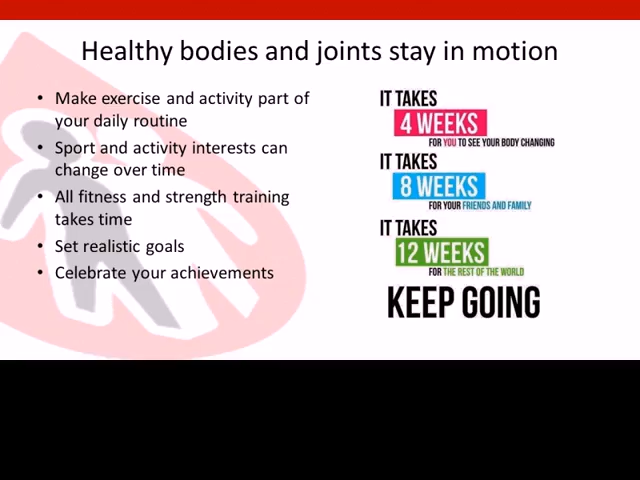 Healthy bodies and joints stay in motion
• Make exercise and activity part of
your daily routine
• Sport and activity interests can
change over time
• All fitness and strength training
takes time
• Set realistic goals
• Celebrate your achievements
IT TAKES
4 WEEKS
FOR YOU TO SEE YOUR BODY CHANGING
IT TAKES
8 WEEKS
FOR YOUR FRIENDS AND FAMILY
IT TAKES
12 WEEKS
FOR THE REST OF THE WORLD
KEEP GOING